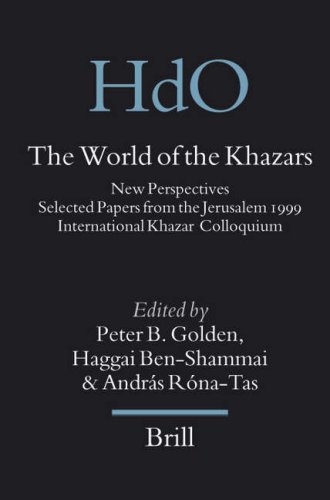 HdO
The World of the Khazars
New Perspectives
Selected Papers from the Jerusalem 1999
International Khazar Colloquium
Edited by
Peter B. Golden,
Haggai Ben-Shammai
& András Róna-Tas
Brill